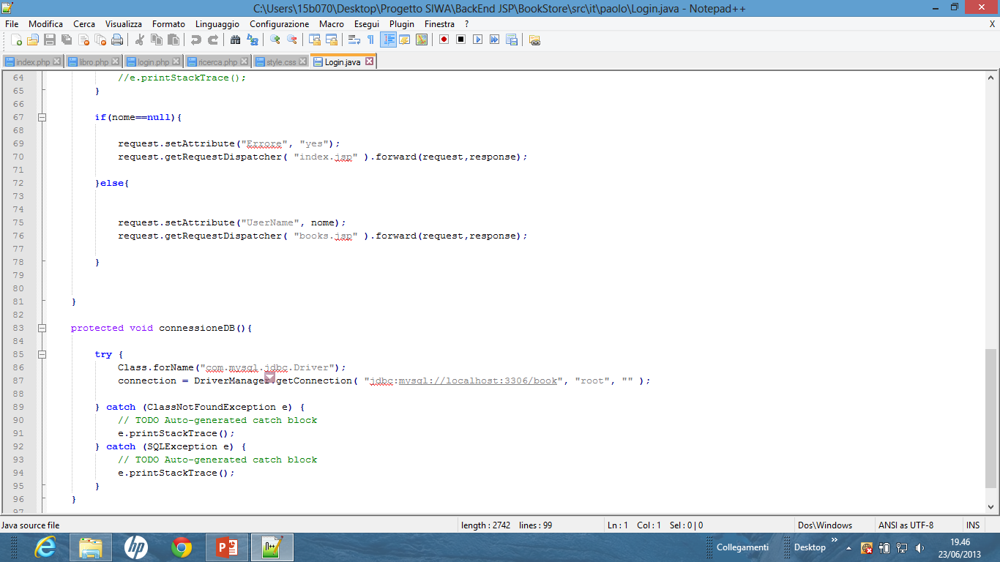 C:\Users\15b070\Desktop\Progetto SIWA\BackEnd JSP\BookStore\src\it\paolo\Login.java - Notepad++
File Modifica Cerca Visualizza Formato Linguaggio Configurazione Macro Esegui Plugin Finestra ? X
index.php libro.php login.php ricerca.php style.css Login.java
64 //e.printStackTrace();
65 }
66
67 if(nome==null){
68
69 request.setAttribute("Errore", "yes");
70 request.getRequestDispatcher( "index.jsp" ).forward(request,response);
71
72 }else{
73
74
75 request.setAttribute("UserName", nome);
76 request.getRequestDispatcher( "books.jsp" ).forward(request,response);
77
78 }
79
80
81 }
82
83 protected void connessioneDB(){
84
85 try {
86 Class.forName("com.mysql.jdbc.Driver");
87 connection = DriverManager.getConnection( "jdbc:mysql://localhost:3306/book", "root", "" );
88
89 } catch (ClassNotFoundException e) {
90 // TODO Auto-generated catch block
91 e.printStackTrace();
92 } catch (SQLException e) {
93 // TODO Auto-generated catch block
94 e.printStackTrace();
95 }
96 }
97
Java source file length : 2742 lines : 99 Ln : 1 Col : 1 Sel : 0 | 0 Dos\Windows ANSI as UTF-8 INS
Collegamenti Desktop 19.46
23/06/2013